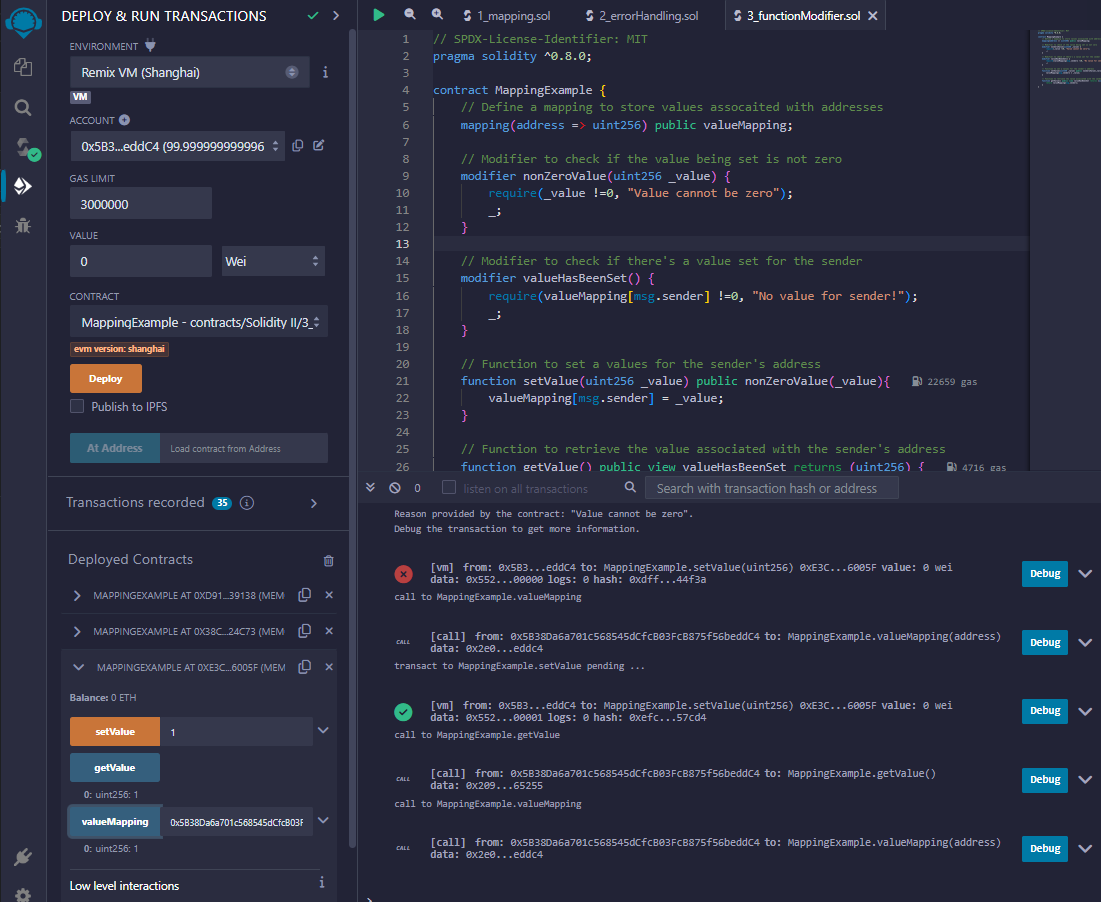 DEPLOY & RUN TRANSACTIONS
ENVIRONMENT
Remix VM (Shanghai)
VM
ACCOUNT
0x5B3...eddC4 (99.999999999996
GAS LIMIT
3000000
VALUE
0
Wei
CONTRACT
MappingExample - contracts/Solidity II/3_
evm version: shanghai
Deploy
Publish to IPFS
At Address
Load contract from Address
Transactions recorded 35 i
Deployed Contracts
MAPPINGEXAMPLE AT 0XD91...39138 (MEM
MAPPINGEXAMPLE AT 0X38C...24C73 (MEM
MAPPINGEXAMPLE AT 0XE3C...6005F (MEM
Balance: 0 ETH
setValue 1
getValue
0: uint256: 1
valueMapping 0x5B38Da6a701c568545dCfcB03F
0: uint256: 1
Low level interactions i
1_mapping.sol 2_errorHandling.sol 3_functionModifier.sol
1 // SPDX-License-Identifier: MIT
2 pragma solidity ^0.8.0;
3
4 contract MappingExample {
5 // Define a mapping to store values assocaited with addresses
6 mapping(address => uint256) public valueMapping;
7
8 // Modifier to check if the value being set is not zero
9 modifier nonZeroValue(uint256 _value) {
10 require(_value !=0, "Value cannot be zero");
11 _;
12 }
13
14 // Modifier to check if there's a value set for the sender
15 modifier valueHasBeenSet() {
16 require(valueMapping[msg.sender] !=0, "No value for sender!");
17 _;
18 }
19
20 // Function to set a values for the sender's address
21 function setValue(uint256 _value) public nonZeroValue(_value){ 22659 gas
22 valueMapping[msg.sender] = _value;
23 }
24
25 // Function to retrieve the value associated with the sender's address
26 function getValue() public view valueHasBeenSet returns (uint256) { 4716 gas
0 listen on all transactions Search with transaction hash or address
Reason provided by the contract: "Value cannot be zero".
Debug the transaction to get more information.
[vm] from: 0x5B3...eddC4 to: MappingExample.setValue(uint256) 0xE3C...6005F value: 0 wei
data: 0x552...00000 logs: 0 hash: 0xdff...44f3a
Debug
call to MappingExample.valueMapping
CALL [call] from: 0x5B38Da6a701c568545dCfcB03FcB875f56beddC4 to: MappingExample.valueMapping(address)
data: 0x2e0...eddc4
Debug
transact to MappingExample.setValue pending ...
[vm] from: 0x5B3...eddC4 to: MappingExample.setValue(uint256) 0xE3C...6005F value: 0 wei
data: 0x552...00001 logs: 0 hash: 0xefc...57cd4
Debug
call to MappingExample.getValue
CALL [call] from: 0x5B38Da6a701c568545dCfcB03FcB875f56beddC4 to: MappingExample.getValue()
data: 0x209...65255
Debug
call to MappingExample.valueMapping
CALL [call] from: 0x5B38Da6a701c568545dCfcB03FcB875f56beddC4 to: MappingExample.valueMapping(address)
data: 0x2e0...eddc4
Debug